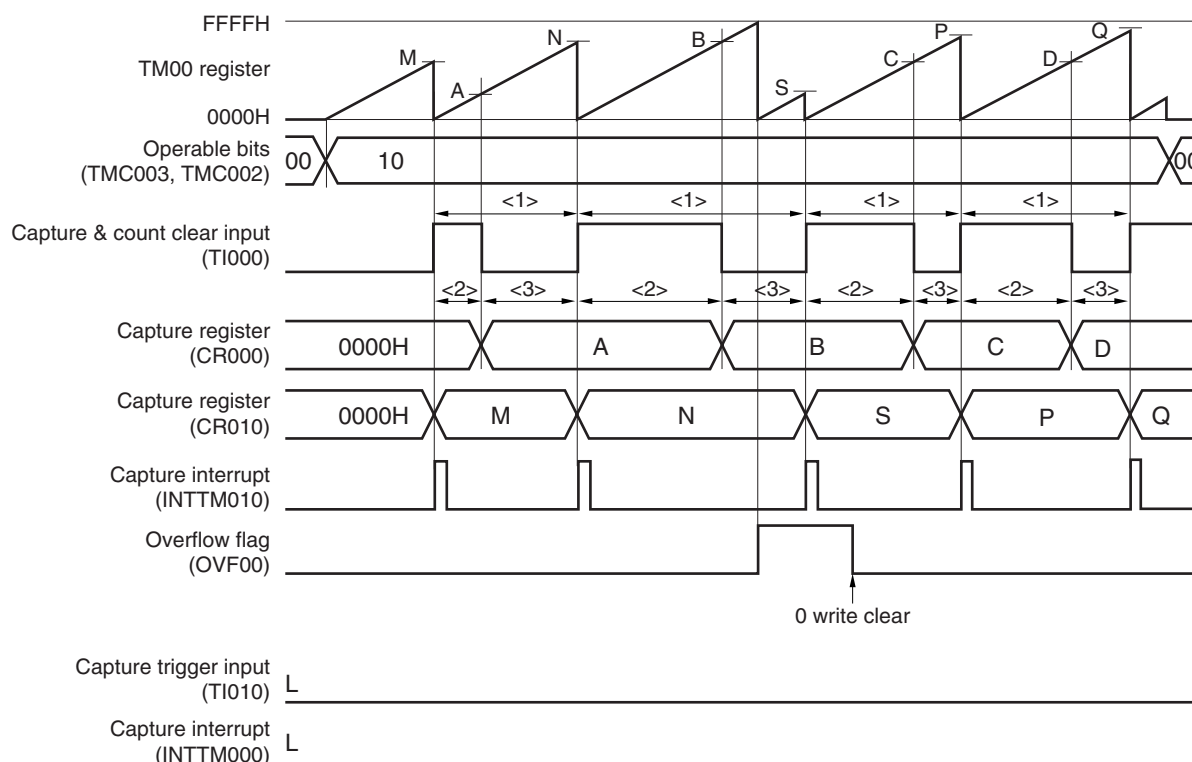 FFFFH
TM00 register
0000H
M
A
N
B
S
C
P
D
Q
Operable bits
(TMC003, TMC002)
00
10
00
<1>
<1>
<1>
<1>
Capture & count clear input
(TI000)
<2>
<3>
<2>
<3>
<2>
<3>
<2>
<3>
Capture register
(CR000)
0000H
A
B
C
D
Capture register
(CR010)
0000H
M
N
S
P
Q
Capture interrupt
(INTTM010)
Overflow flag
(OVF00)
0 write clear
Capture trigger input
(TI010)
L
Capture interrupt
(INTTM000)
L